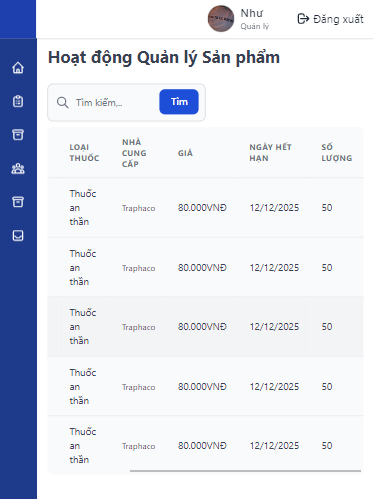 Như
Quản lý
Đăng xuất
Hoạt động Quản lý Sản phẩm
Tìm kiếm,..
Tìm
LOẠI THUỐC
NHÀ CUNG CẤP
GIÁ
NGÀY HẾT HẠN
SỐ LƯỢNG
Thuốc an thần
Traphaco
80.000VNĐ
12/12/2025
50
Thuốc an thần
Traphaco
80.000VNĐ
12/12/2025
50
Thuốc an thần
Traphaco
80.000VNĐ
12/12/2025
50
Thuốc an thần
Traphaco
80.000VNĐ
12/12/2025
50
Thuốc an thần
Traphaco
80.000VNĐ
12/12/2025
50